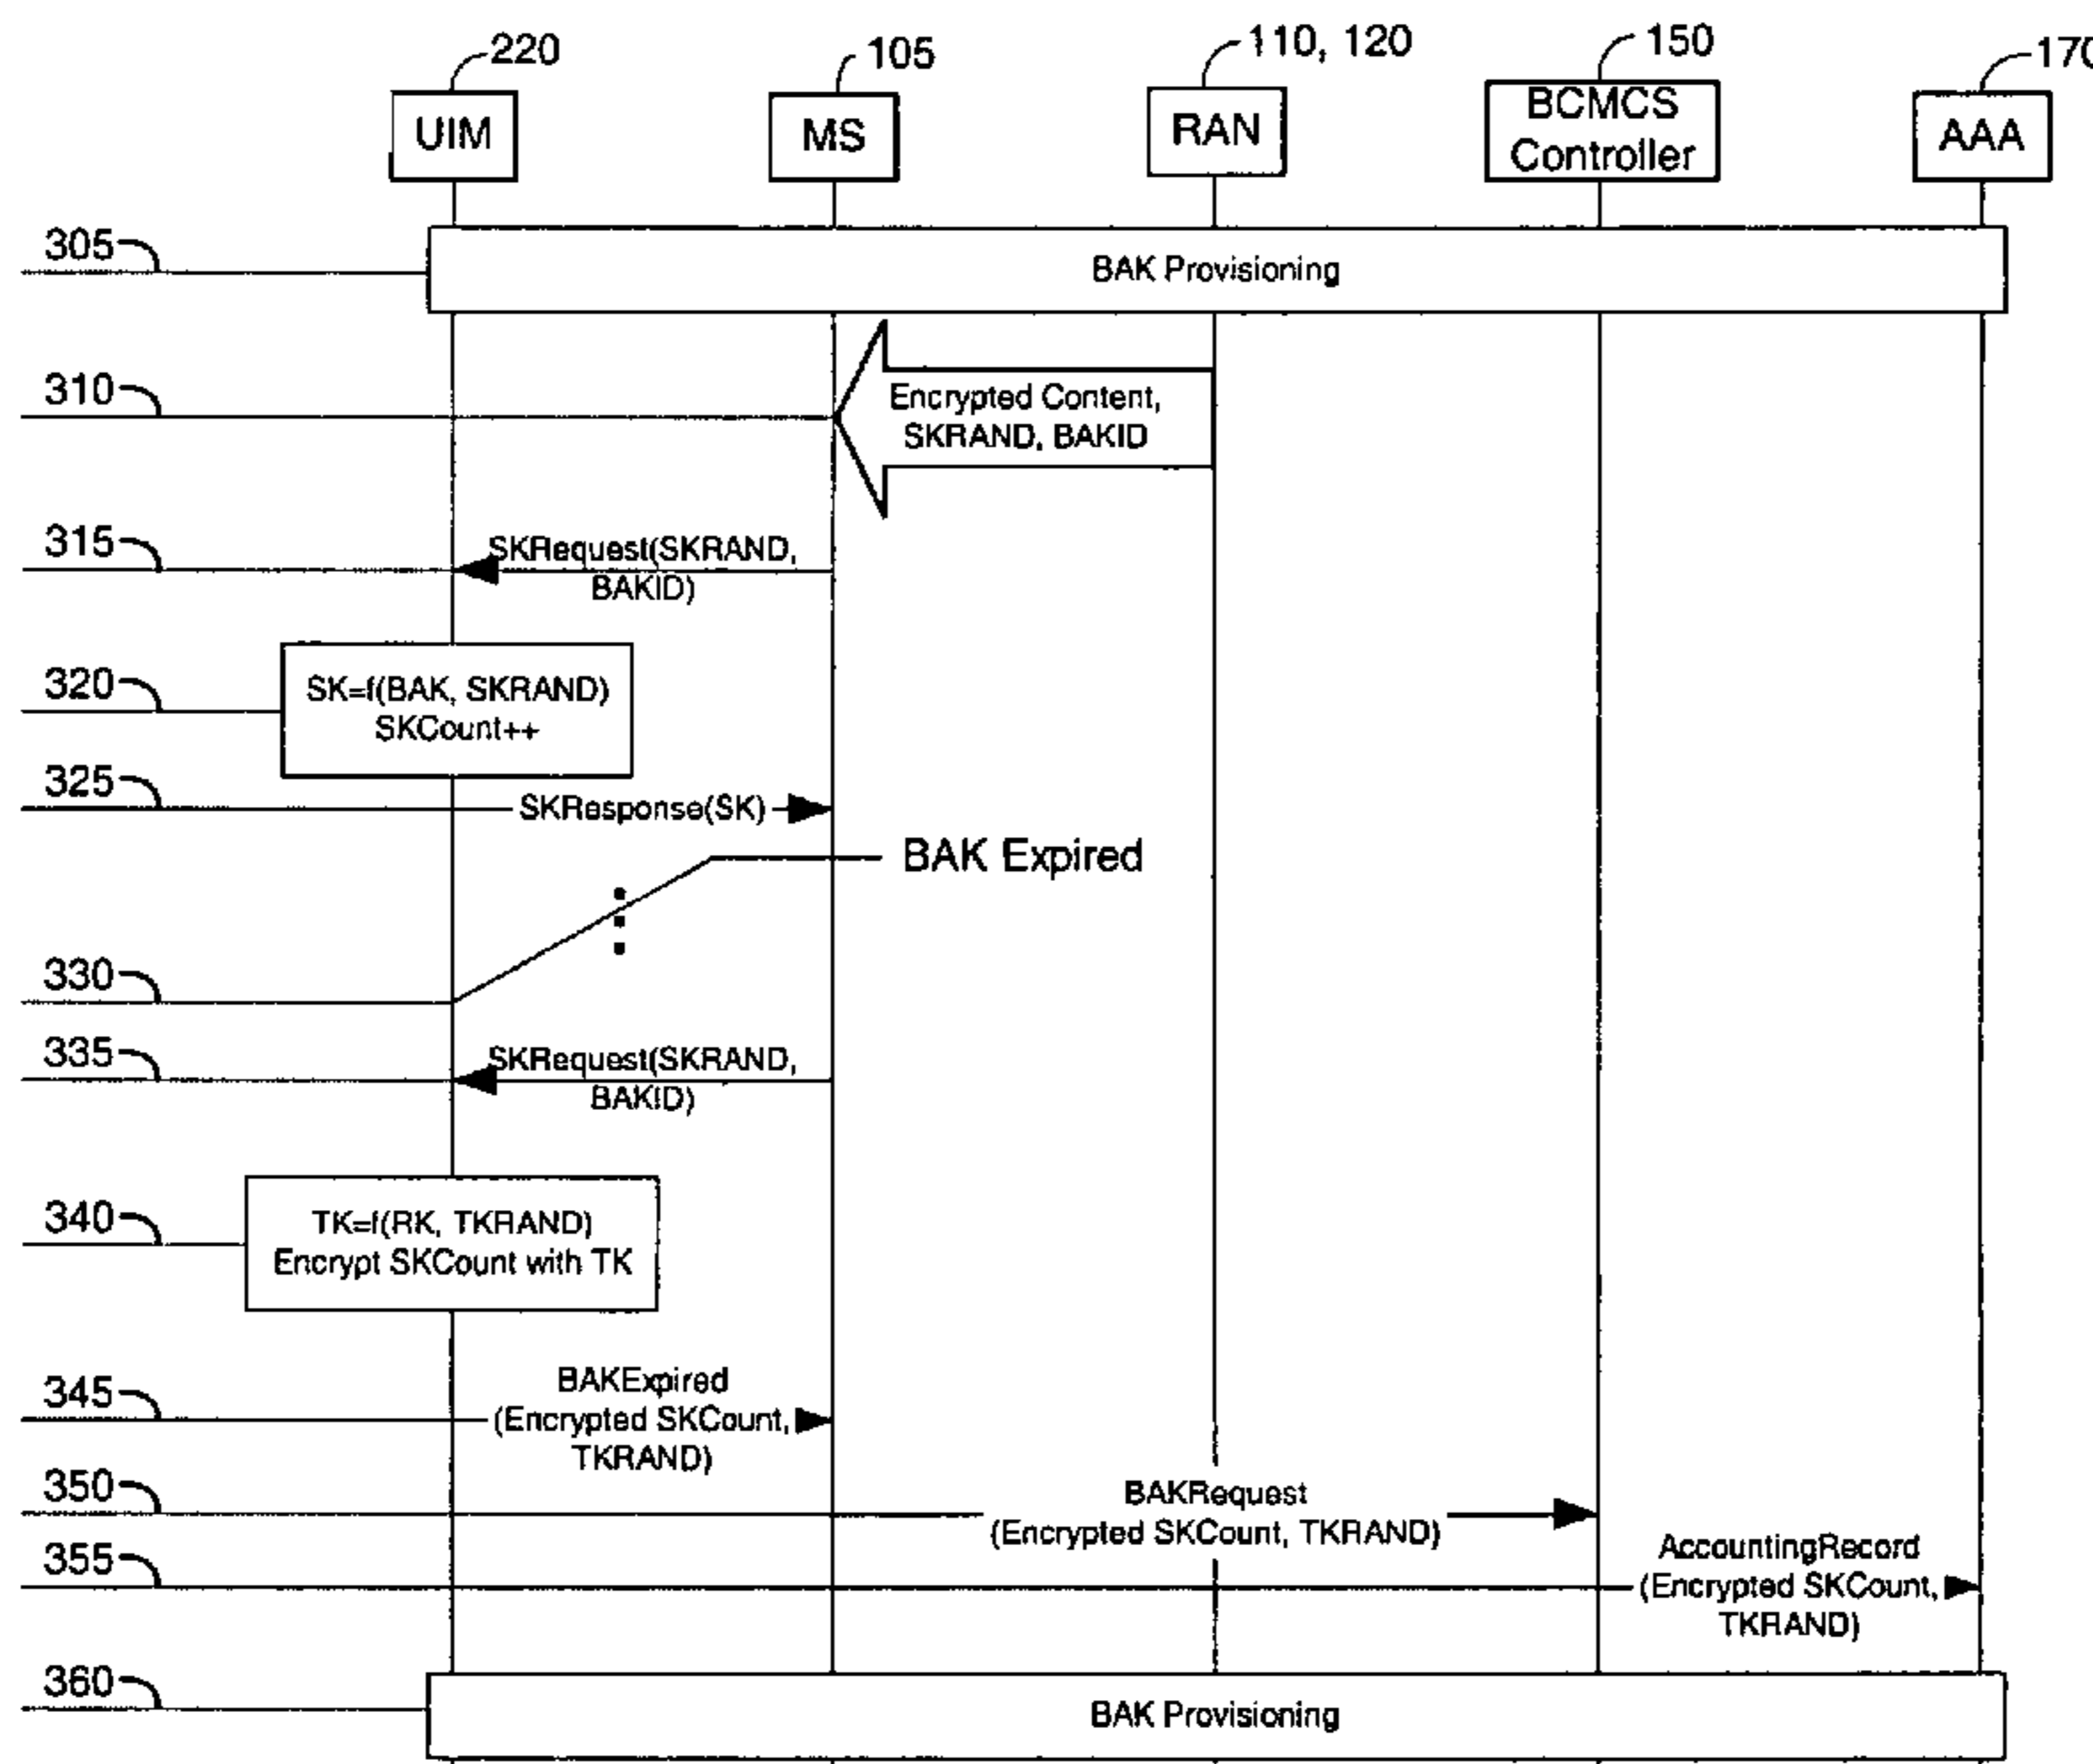 220
105
110, 120
150
170
UIM
MS
RAN
BCMCS
Controller
AAA
305
BAK Provisioning
310
Encrypted Content,
SKRAND, BAKID
315
SKRequest(SKRAND,
BAKID)
320
SK=f(BAK, SKRAND)
SKCount++
325
SKResponse(SK)
BAK Expired
330
335
SKRequest(SKRAND,
BAKID)
340
TK=f(RK, TKRAND)
Encrypt SKCount with TK
345
BAKExpired
(Encrypted SKCount,
TKRAND)
350
BAKRequest
(Encrypted SKCount, TKRAND)
355
AccountingRecord
(Encrypted SKCount,
TKRAND)
360
BAK Provisioning